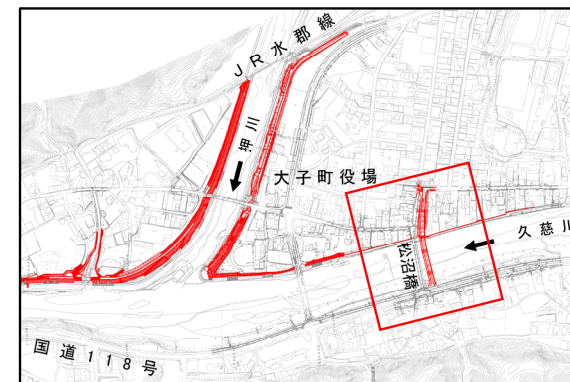 JR水郡線
押川
大子町役場
久慈川
松沼橋
国道118号